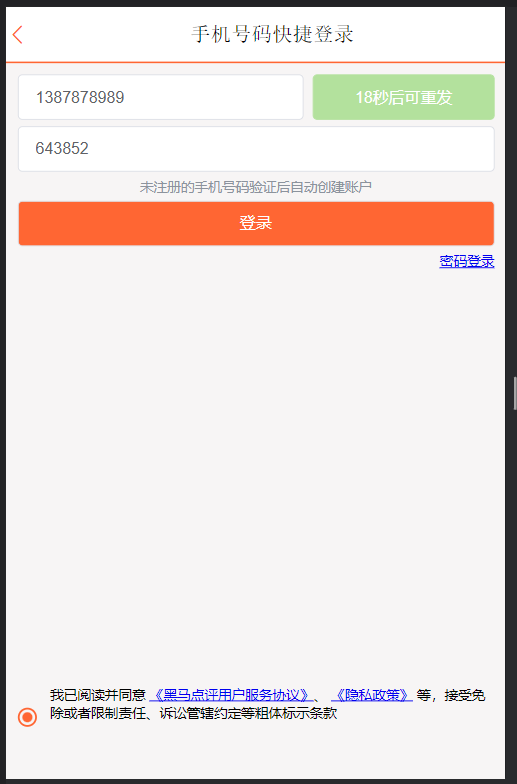 手机号码快捷登录
1387878989
18秒后可重发
643852
未注册的手机号码验证后自动创建账户
登录
密码登录
我已阅读并同意 《黑马点评用户服务协议》、 《隐私政策》 等，接受免
除或者限制责任、诉讼管辖约定等粗体标示条款